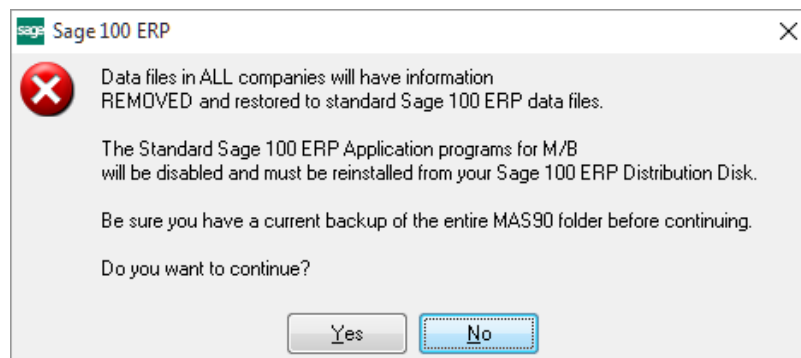 sage Sage 100 ERP
Data files in ALL companies will have information
REMOVED and restored to standard Sage 100 ERP data files.
The Standard Sage 100 ERP Application programs for M/B
will be disabled and must be reinstalled from your Sage 100 ERP Distribution Disk.
Be sure you have a current backup of the entire MAS90 folder before continuing.
Do you want to continue?
Yes No